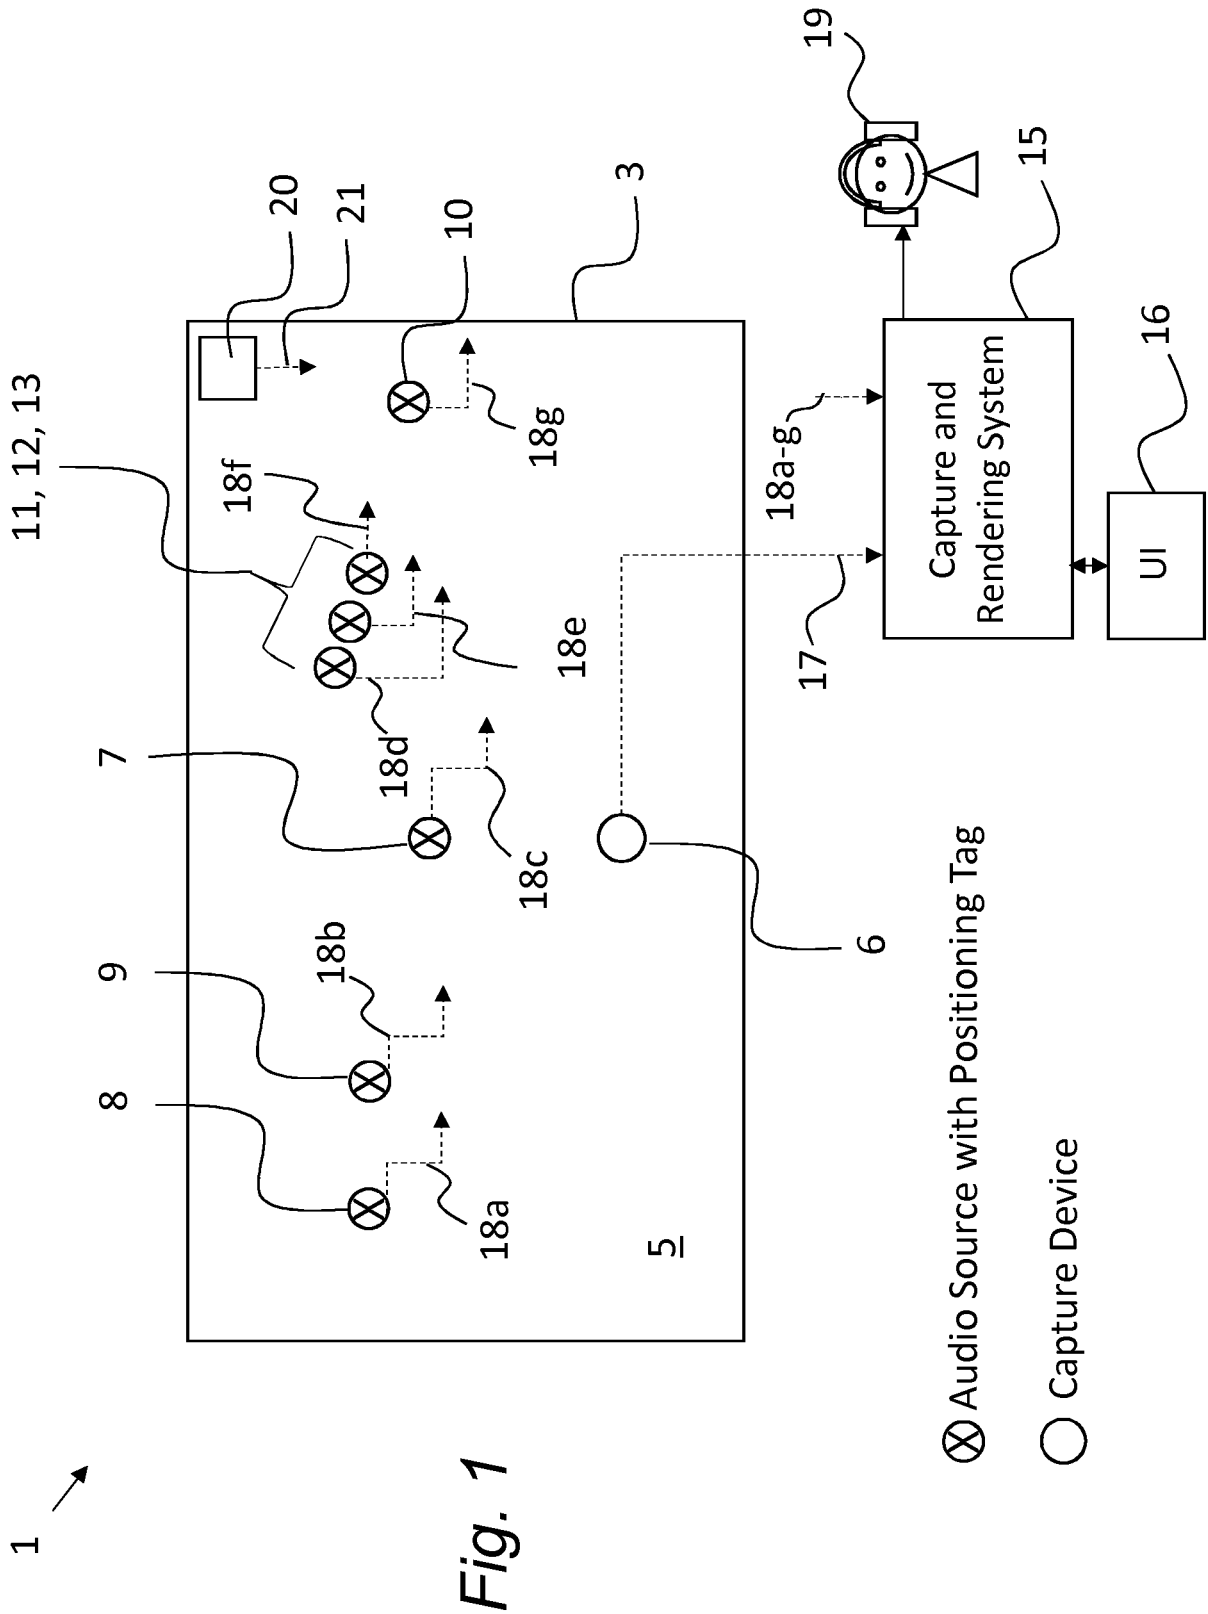 1
8
9
7
11, 12, 13
18f
20
21
10
3
18a
18b
18c
18d
18e
18g
5
6
17
18a-g
19
15
Capture and
Rendering System
16
UI
Audio Source with Positioning Tag
Capture Device
Fig. 1